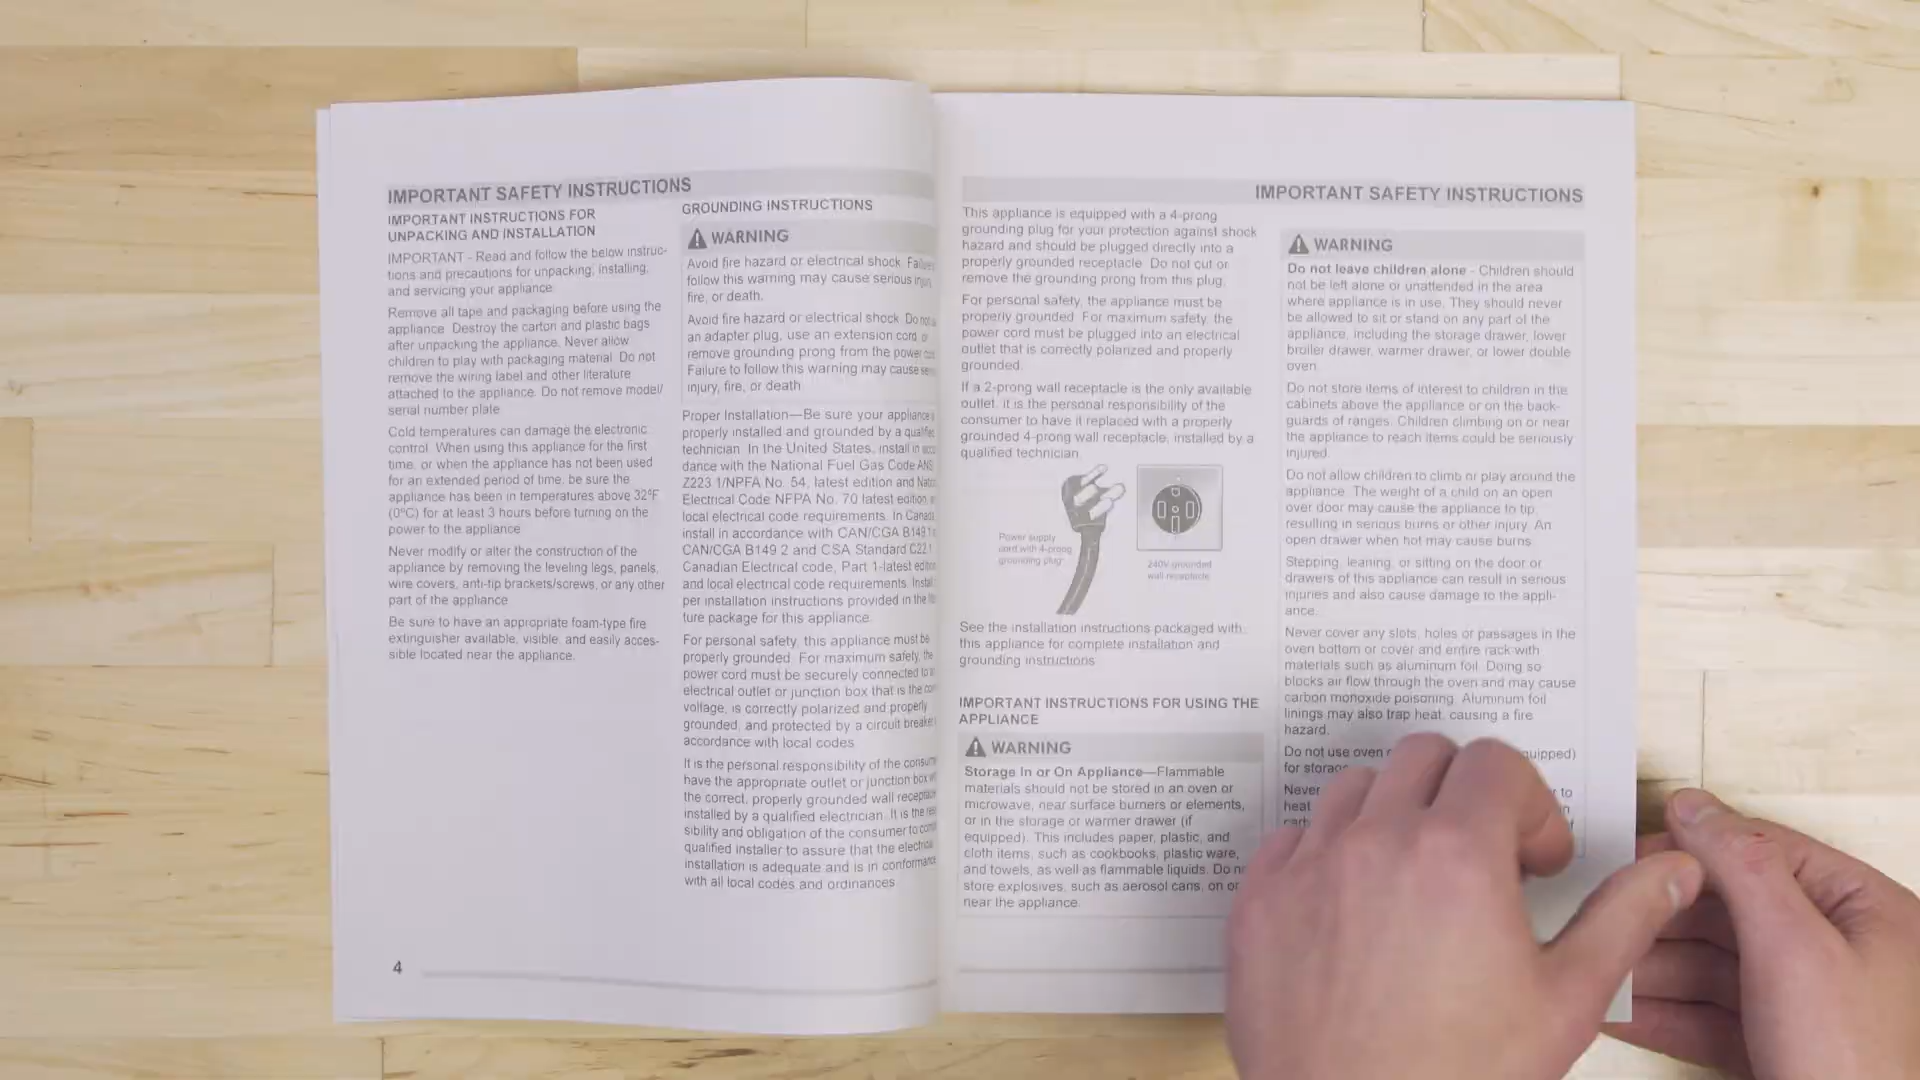 IMPORTANT SAFETY INSTRUCTIONS
IMPORTANT INSTRUCTIONS FOR
UNPACKING AND INSTALLATION
IMPORTANT - Read and follow the below instruc-
tions and precautions for unpacking, installing,
and servicing your appliance.
Remove all tape and packaging before using the
appliance. Destroy the carton and plastic bags
after unpacking the appliance. Never allow
children to play with packaging material. Do not
remove the wiring label and other literature
attached to the appliance. Do not remove model/
serial number plate.
Cold temperatures can damage the electronic
control. When using this appliance for the first
time, or when the appliance has not been used
for an extended period of time, be sure the
appliance has been in temperatures above 32°F
(0°C) for at least 3 hours before turning on the
power to the appliance.
Never modify or alter the construction of the
appliance by removing the leveling legs, panels,
wire covers, anti-tip brackets/screws, or any other
part of the appliance.
Be sure to have an appropriate foam-type fire
extinguisher available, visible, and easily acces-
sible located near the appliance.
4
GROUNDING INSTRUCTIONS
WARNING
Avoid fire hazard or electrical shock.
follow this warning may cause serious
fire, or death.
Avoid fire hazard or electrical shock. Do not
an adapter plug, use an extension cord,
remove grounding prong from the power
Failure to follow this warning may cause
injury, fire, or death
Proper Installation—Be sure your appliance
properly installed and grounded by a
technician. In the United States, install in
dance with the National Fuel Gas Code
Z223.1/NPFA No. 54, latest edition and
Electrical Code NFPA No. 70 latest edition,
local electrical code requirements. In Canada
install in accordance with CAN/CGA
CAN/CGA B149.2 and CSA Standard
Canadian Electrical code, Part 1-latest
and local electrical code requirements.
per installation instructions provided in the
ture package for this appliance.
For personal safety, this appliance must be
properly grounded. For maximum safety, the
power cord must be securely connected to
electrical outlet or junction box that is the
voltage, is correctly polarized and properly
grounded, and protected by a circuit
accordance with local codes.
It is the personal responsibility of the
have the appropriate outlet or junction box
the correct, properly grounded wall
installed by a qualified electrician. It is the
sibility and obligation of the consumer to
qualified installer to assure that the
installation is adequate and is in
with all local codes and ordinances.
IMPORTANT SAFETY INSTRUCTIONS
This appliance is equipped with a 4-prong
grounding plug for your protection against shock
hazard and should be plugged directly into a
properly grounded receptacle. Do not cut or
remove the grounding prong from this plug.
For personal safety, the appliance must be
properly grounded. For maximum safety, the
power cord must be plugged into an electrical
outlet that is correctly polarized and properly
grounded.
If a 2-prong wall receptacle is the only available
outlet, it is the personal responsibility of the
consumer to have it replaced with a properly
grounded 4-prong wall receptacle, installed by a
qualified technician.
Power supply
cord with 4-prong
grounding plug
240V grounded
wall receptacle
See the installation instructions packaged with
this appliance for complete installation and
grounding instructions.
IMPORTANT INSTRUCTIONS FOR USING THE
APPLIANCE
WARNING
Storage In or On Appliance—Flammable
materials should not be stored in an oven or
microwave, near surface burners or elements,
or in the storage or warmer drawer (if
equipped). This includes paper, plastic, and
cloth items, such as cookbooks, plastic ware,
and towels, as well as flammable liquids. Do
store explosives, such as aerosol cans, on or
near the appliance.
WARNING
Do not leave children alone - Children should
not be left alone or unattended in the area
where appliance is in use. They should never
be allowed to sit or stand on any part of the
appliance, including the storage drawer, lower
broiler drawer, warmer drawer, or lower double
oven.
Do not store items of interest to children in the
cabinets above the appliance or on the back-
guards of ranges. Children climbing on or near
the appliance to reach items could be seriously
injured.
Do not allow children to climb or play around the
appliance. The weight of a child on an open
over door may cause the appliance to tip,
resulting in serious burns or other injury. An
open drawer when hot may cause burns.
Stepping, leaning, or sitting on the door or
drawers of this appliance can result in serious
injuries and also cause damage to the appli-
ance.
Never cover any slots, holes or passages in the
oven bottom or cover and entire rack with
materials such as aluminum foil. Doing so
blocks air flow through the oven and may cause
carbon monoxide poisoning. Aluminum foil
linings may also trap heat, causing a fire
hazard.
Do not use oven
for
Never to
heat